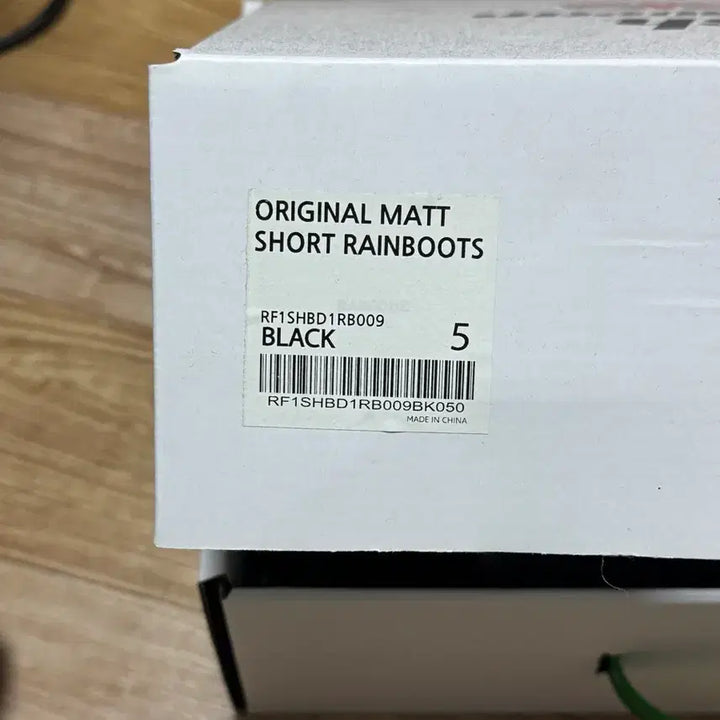 ORIGINAL MATT
SHORT RAINBOOTS
RF1SHBD1RB009
BLACK 5
RF1SHBD1RB009BK050
MADE IN CHINA